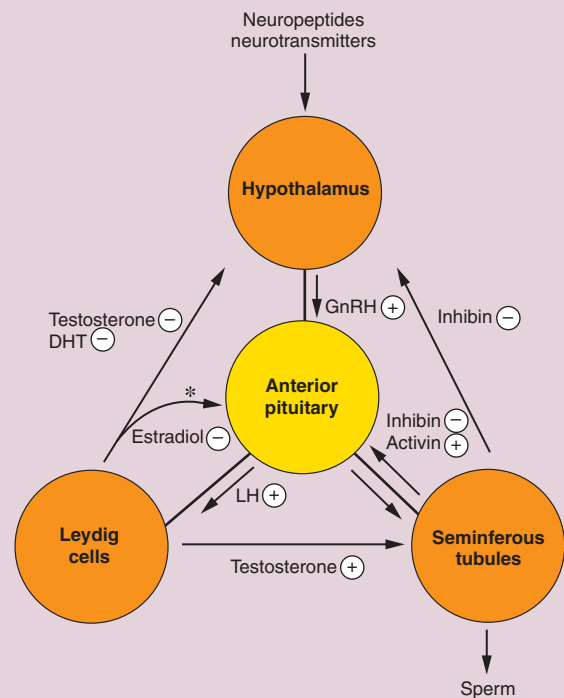 Neuropeptides
neurotransmitters
Hypothalamus
GnRH +
Testosterone −
DHT −
Inhibin −
*
Anterior
pituitary
Estradiol −
Inhibin −
Activin +
LH +
Leydig
cells
Testosterone +
Seminferous
tubules
Sperm